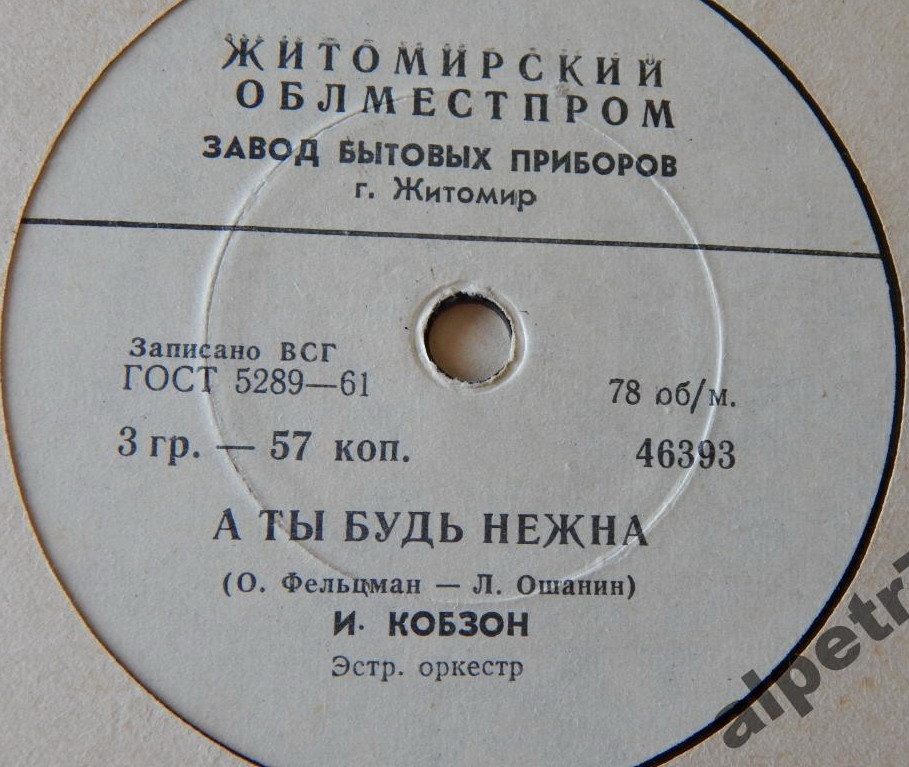 ЖИТОМИРСКИЙ
ОБЛМЕСТПРОМ
ЗАВОД БЫТОВЫХ ПРИБОРОВ
г. Житомир
Записано ВСГ
ГОСТ 5289—61
78 об/м.
3 гр. — 57 коп.
46393
А ТЫ БУДЬ НЕЖНА
(О. Фельцман — Л. Ошанин)
И. КОБЗОН
Эстр. оркестр